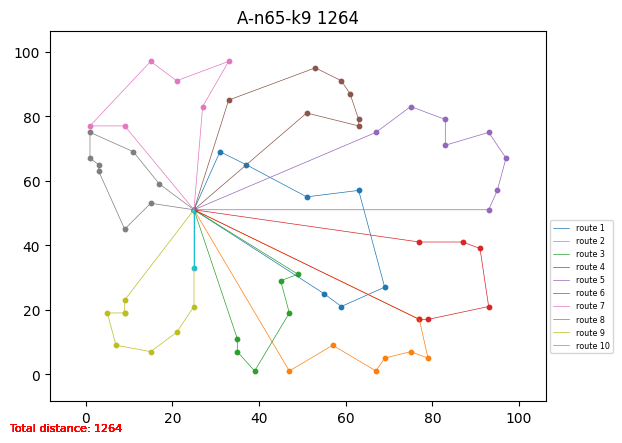 A-n65-k9 1264
100
80
60
40
20
0
0 20 40 60 80 100
route 1
route 2
route 3
route 4
route 5
route 6
route 7
route 8
route 9
route 10
Total distance: 1264